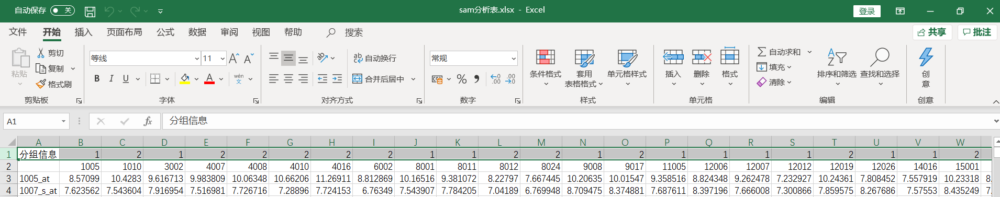 自动保存 关 sam分析表.xlsx - Excel 登录
文件 开始 插入 页面布局 公式 数据 审阅 视图 帮助 搜索 共享 批注
粘贴 剪切 复制 格式刷 剪贴板
等线 11 A A B I U A wén 文 字体
ab 自动换行 合并后居中 对齐方式
常规 % 9 .00 .00 .0 数字
条件格式 套用 表格格式 单元格样式 样式
插入 删除 格式 单元格
自动求和 填充 清除 A Z 排序和筛选 查找和选择 编辑
创 意 创意
A1 fx 分组信息
A B C D E F G H I J K L M N O P Q R S T U V W
1 分组信息 1 2 1 2 2 2 2 2 1 1 2 2 1 2 1 1 1 1 2 1 1 2
2 1005 1010 3002 4007 4008 4010 4016 6002 8001 8011 8012 8024 9008 9017 11005 12006 12007 12012 12019 12026 14016 15001
3 1005_at 8.57099 10.4283 9.616713 9.983809 10.06348 10.66206 11.26911 8.812869 10.16516 9.381072 8.22797 7.667445 10.20635 10.01547 9.358516 8.824348 9.262478 7.232927 10.24361 7.808452 7.557919 10.23318 8.
4 1007_s_at 7.623562 7.543604 7.916954 7.516981 7.726716 7.28896 7.724153 6.76349 7.543907 7.784205 7.04189 6.769948 8.709475 8.374881 7.687611 8.397196 7.666008 7.300866 7.859575 8.267686 7.57553 8.435249 7.